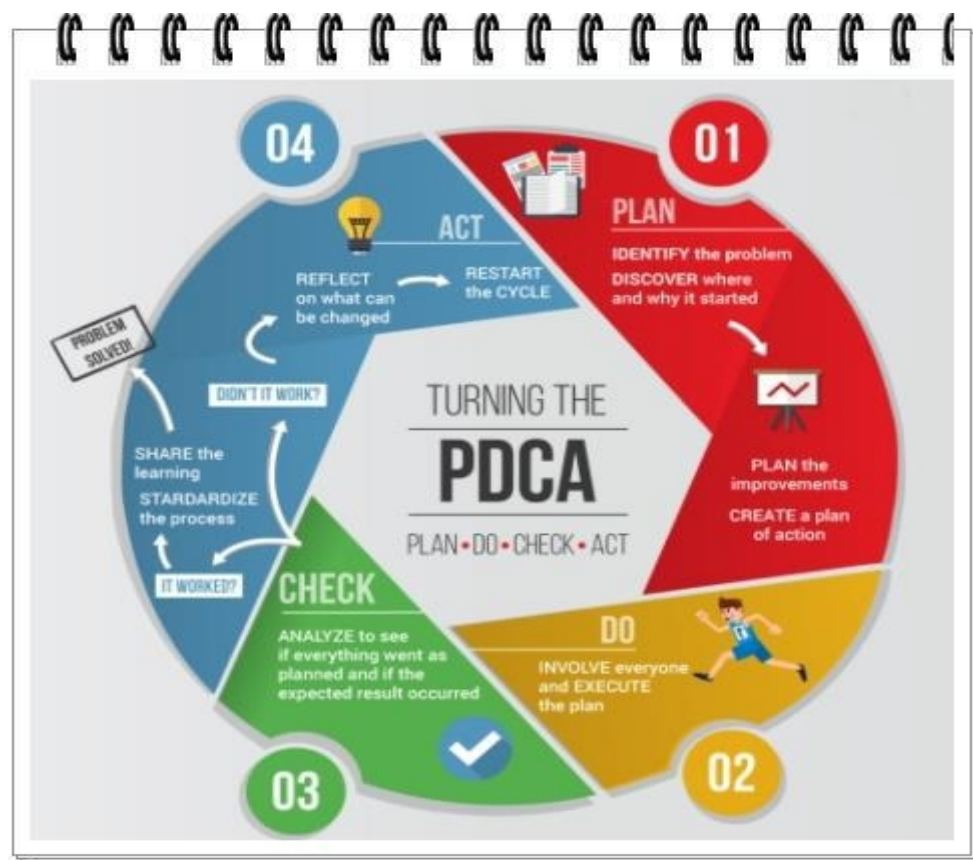 01
PLAN
IDENTIFY the problem
DISCOVER where
and why it started
PLAN the
improvements
CREATE a plan
of action
02
DO
INVOLVE everyone
and EXECUTE
the plan
03
CHECK
ANALYZE to see
if everything went as
planned and if the
expected result occurred
04
ACT
IT WORKED?
STARDARDIZE
the process
SHARE the
learning
PROBLEM
SOLVED!
DIDN'T IT WORK?
REFLECT
on what can
be changed
RESTART
the CYCLE
TURNING THE
PDCA
PLAN•DO•CHECK•ACT